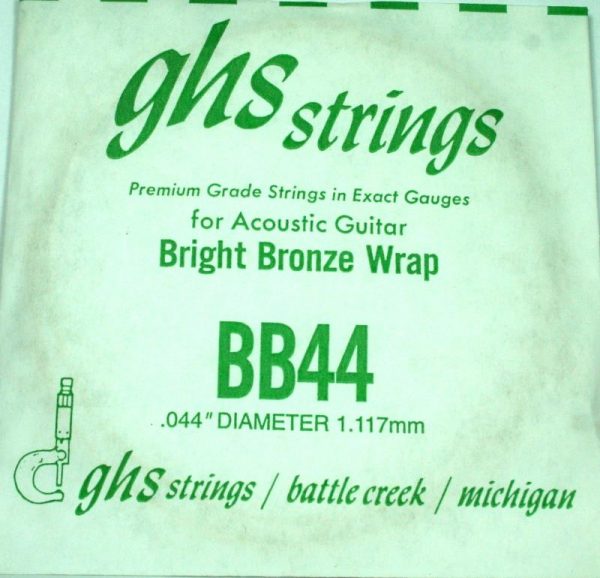 ghs strings
Premium Grade Strings in Exact Gauges
for Acoustic Guitar
Bright Bronze Wrap
BB44
.044" DIAMETER 1.117mm
ghs strings / battle creek / michigan